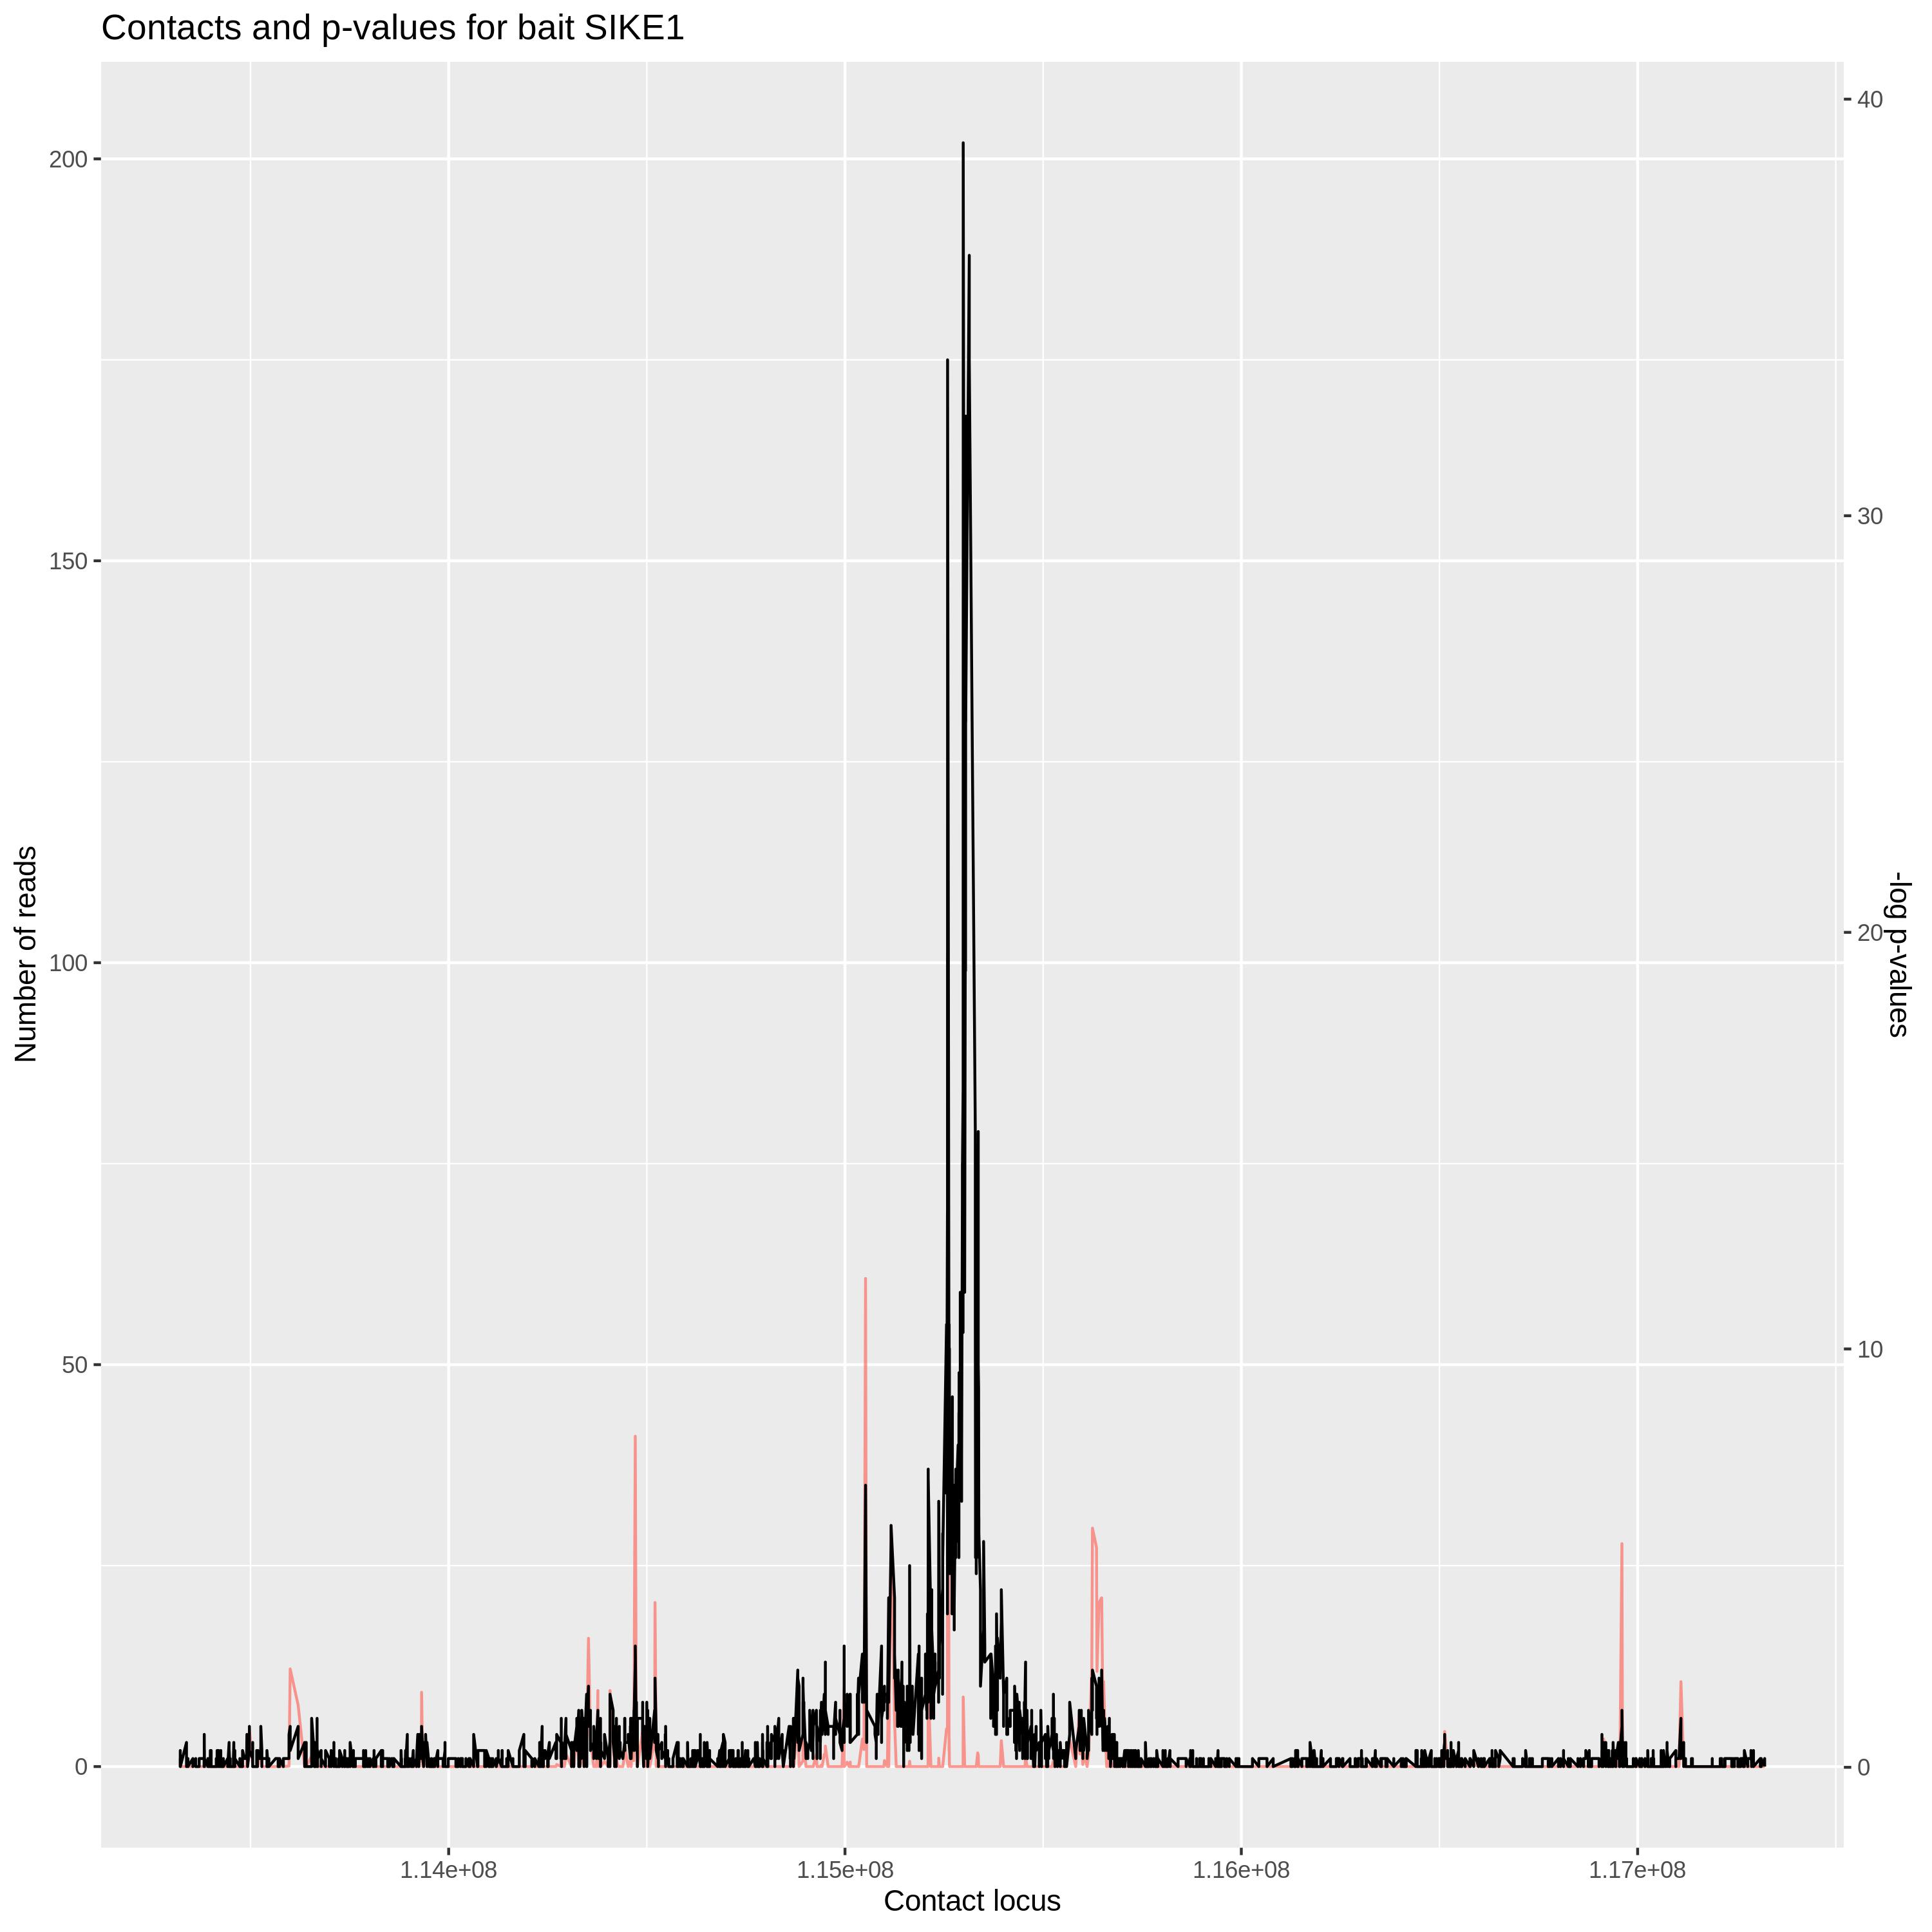 Contacts and p-values for bait SIKE1
Number of reads
200
150
100
50
0
40
30
20
10
0
-log p-values
1.14e+08
1.15e+08
1.16e+08
1.17e+08
Contact locus